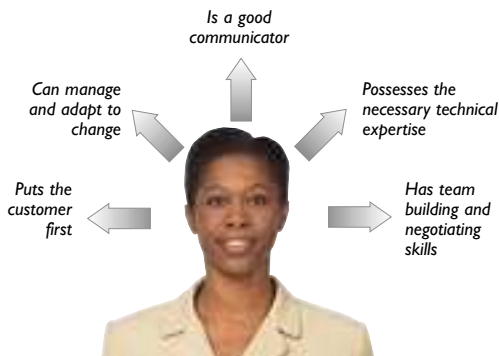 Is a good
communicator
Can manage
and adapt to
change
Possesses the
necessary technical
expertise
Puts the
customer
first
Has team
building and
negotiating
skills